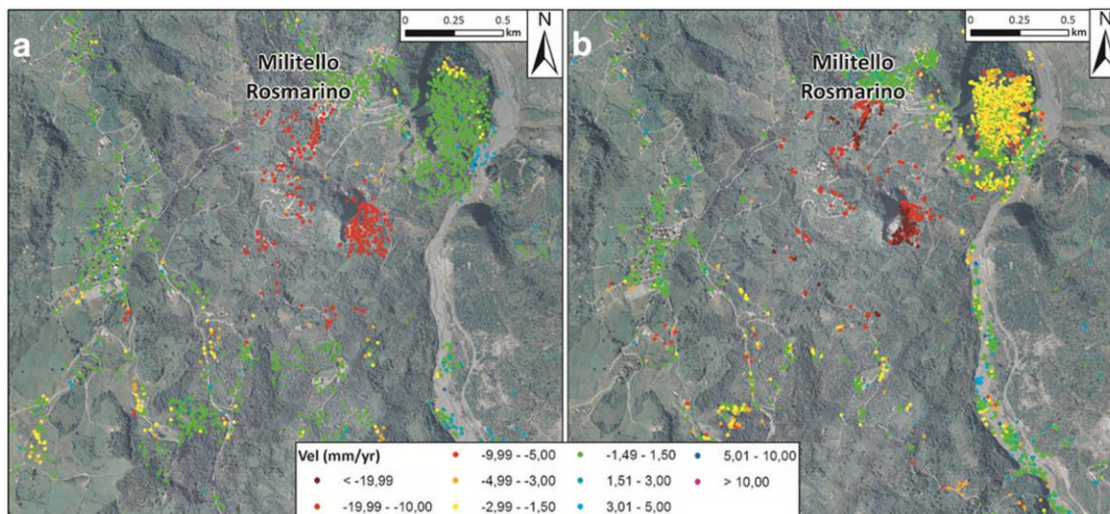 a
0 0.25 0.5
km
N
Militello
Rosmarino
b
0 0.25 0.5
km
N
Militello
Rosmarino
Vel (mm/yr)
< -19,99
-19,99 - -10,00
-9,99 - -5,00
-4,99 - -3,00
-2,99 - -1,50
-1,49 - 1,50
1,51 - 3,00
3,01 - 5,00
5,01 - 10,00
> 10,00